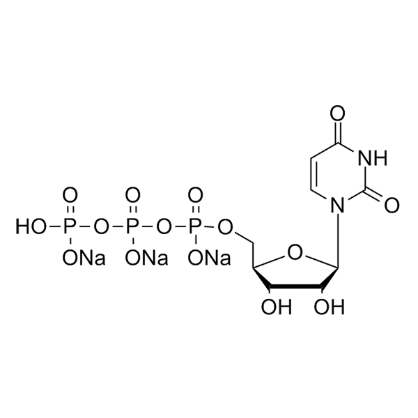 O
NH
N
O
O O O
HO-P-O-P-O-P-O
ONa ONa ONa
O
OH OH